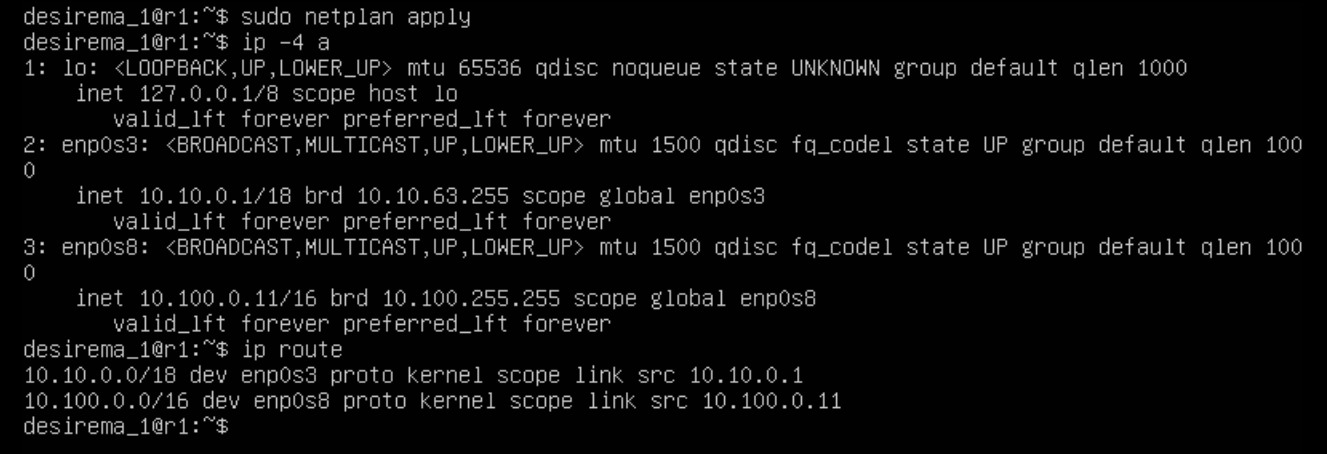 desirema_1@r1:~$ sudo netplan apply
desirema_1@r1:~$ ip -4 a
1: lo: <LOOPBACK,UP,LOWER_UP> mtu 65536 qdisc noqueue state UNKNOWN group default qlen 1000
    inet 127.0.0.1/8 scope host lo
       valid_lft forever preferred_lft forever
2: enp0s3: <BROADCAST,MULTICAST,UP,LOWER_UP> mtu 1500 qdisc fq_codel state UP group default qlen 100
0
    inet 10.10.0.1/18 brd 10.10.63.255 scope global enp0s3
       valid_lft forever preferred_lft forever
3: enp0s8: <BROADCAST,MULTICAST,UP,LOWER_UP> mtu 1500 qdisc fq_codel state UP group default qlen 100
0
    inet 10.100.0.11/16 brd 10.100.255.255 scope global enp0s8
       valid_lft forever preferred_lft forever
desirema_1@r1:~$ ip route
10.10.0.0/18 dev enp0s3 proto kernel scope link src 10.10.0.1
10.100.0.0/16 dev enp0s8 proto kernel scope link src 10.100.0.11
desirema_1@r1:~$